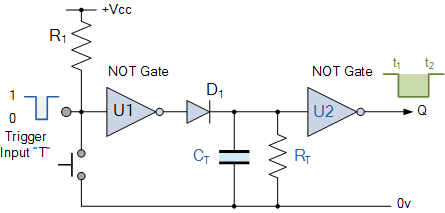 +Vcc
R1
NOT Gate
NOT Gate
t1 t2
D1
1
0
U1
U2
Q
Trigger
Input "T"
CT
RT
0v